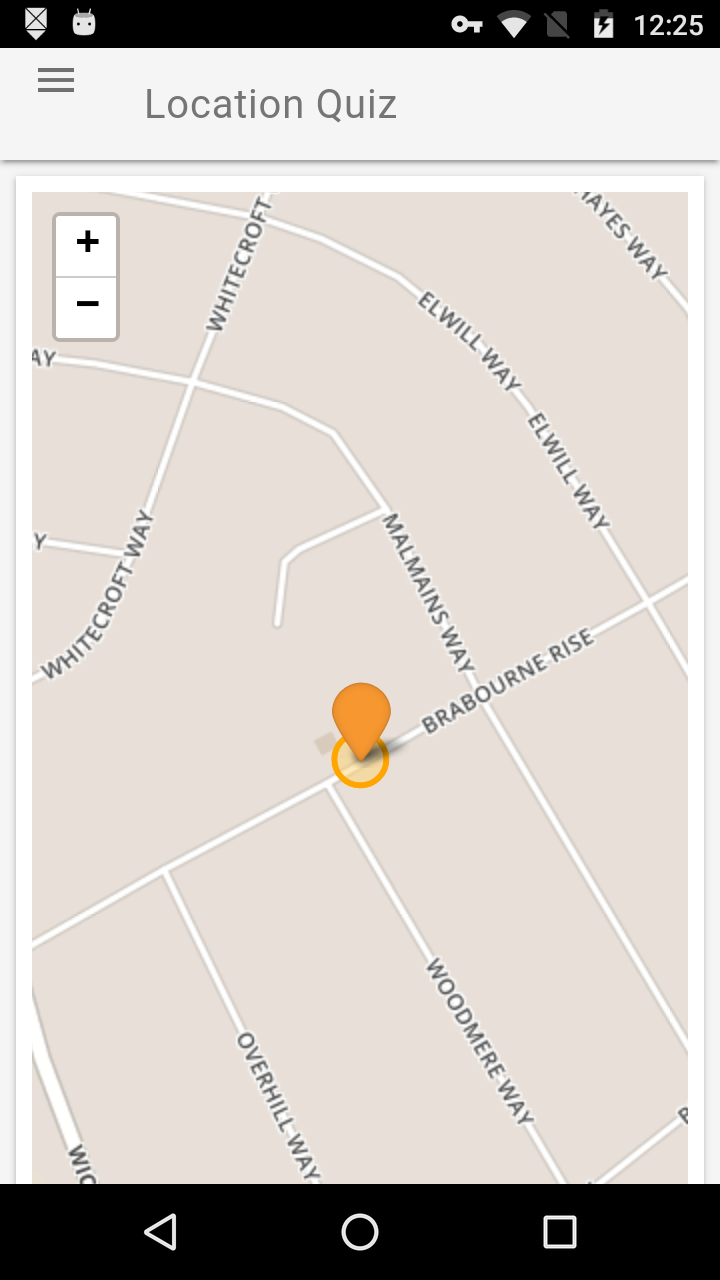 12:25
Location Quiz
+
−
WHITECROFT
HAYES WAY
ELWILL WAY
AY
ELWILL WAY
Y
WHITECROFT WAY
MALMAINS WAY
BRABOURNE RISE
WOODMERE WAY
OVERHILL WAY
WIC